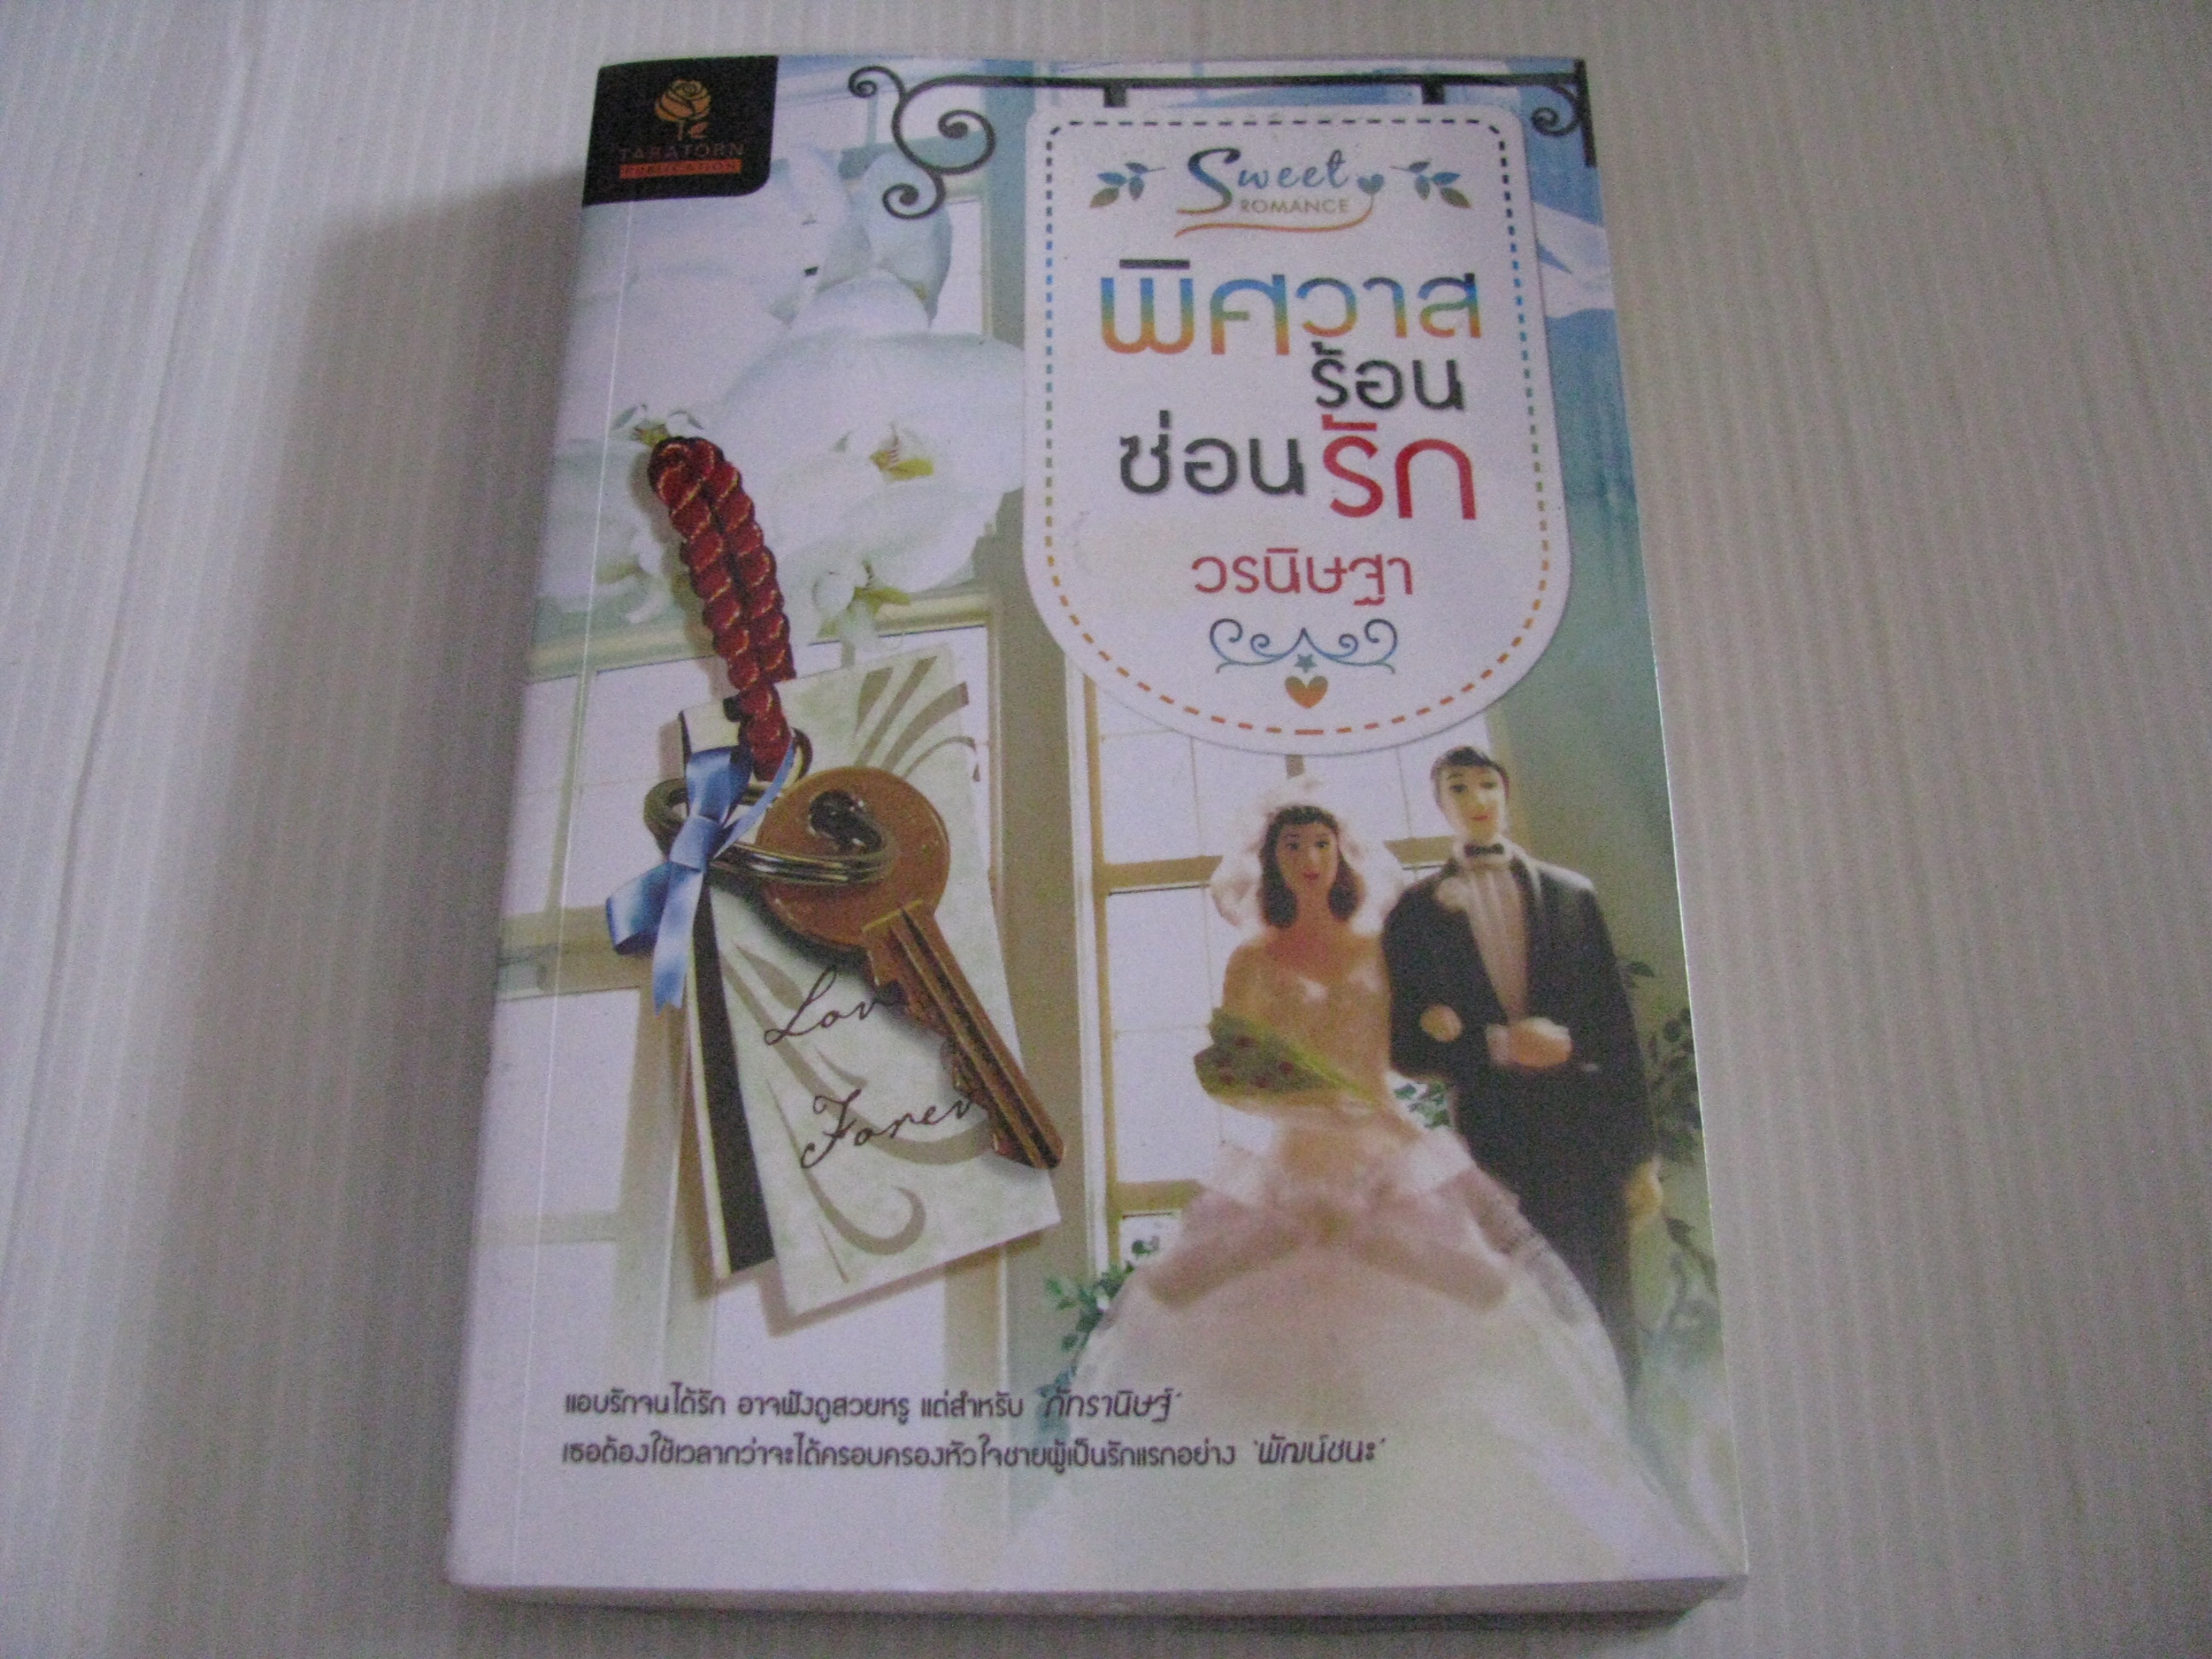 TARATORN
PUBLICATION
Sweet
ROMANCE
พิศวาส
ร้อน
ซ่อนรัก
วรนิษฐา
Lov
Forev
แอบรักจนได้รัก อาจฟังดูสวยหรู แต่สำหรับ 'ภัทรานิษฐ์'
เธอต้องใช้เวลากว่าจะได้ครอบครองหัวใจชายผู้เป็นรักแรกอย่าง 'พัฒน์ชนะ'